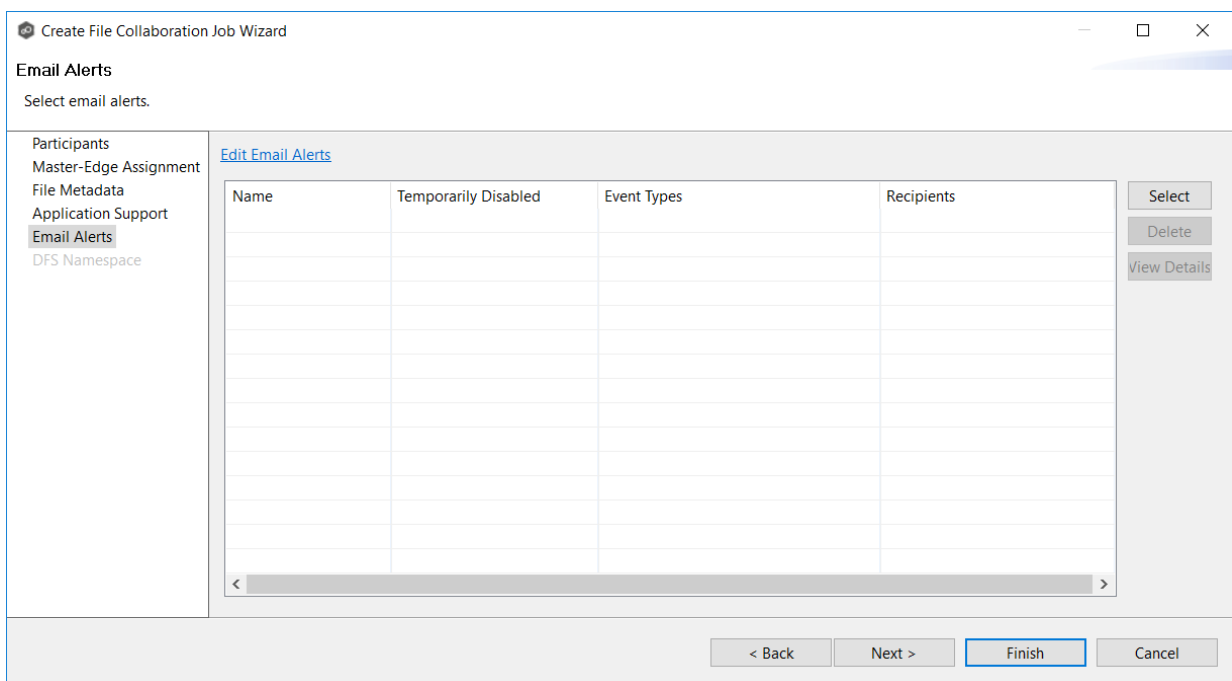 Create File Collaboration Job Wizard
Email Alerts
Select email alerts.
Participants
Master-Edge Assignment
File Metadata
Application Support
Email Alerts
DFS Namespace
Edit Email Alerts
Name Temporarily Disabled Event Types Recipients
Select
Delete
View Details
< Back Next > Finish Cancel